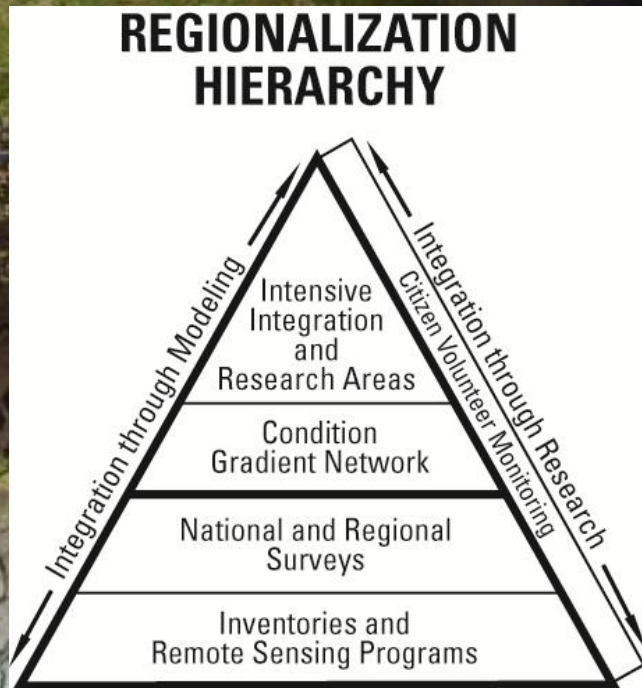 REGIONALIZATION
HIERARCHY
Integration through Modeling
Integration through Research
Citizen Volunteer Monitoring
Intensive
Integration
and
Research Areas
Condition
Gradient Network
National and Regional
Surveys
Inventories and
Remote Sensing Programs